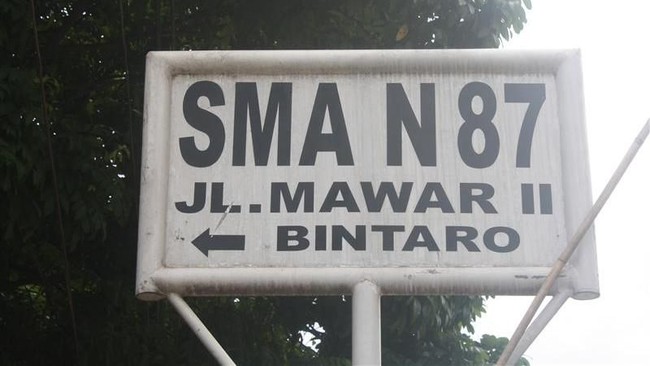 SMA N 87
JL. MAWAR II
← BINTARO